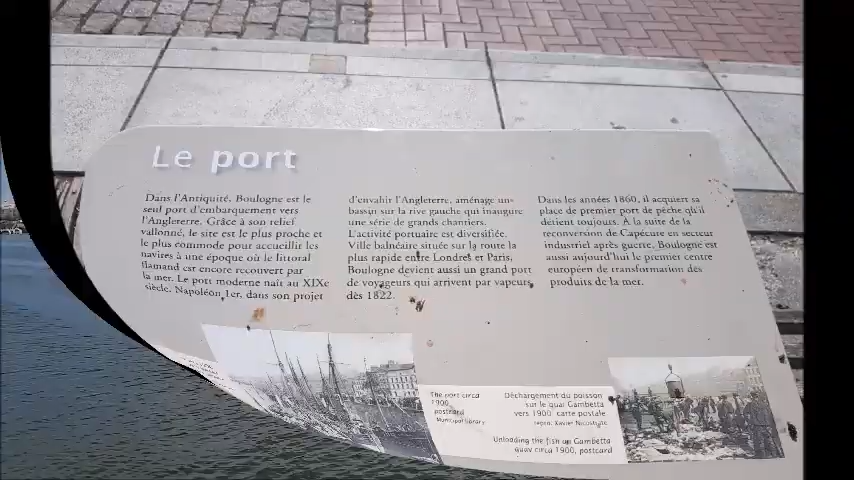 Le port
Dans l'Antiquité, Boulogne est le
seul port d'embarquement vers
l'Angleterre. Grâce à son relief
vallonné, le site est le plus proche et
le plus commode pour accueillir les
navires à une époque où le littoral
flamand est encore recouvert par
la mer. Le port moderne naît au XIXe
siècle. Napoléon 1er, dans son projet
d'envahir l'Angleterre, aménage un
bassin sur la rive gauche qui inaugure
une série de grands chantiers.
L'activité portuaire est diversifiée.
Ville balnéaire située sur la route la
plus rapide entre Londres et Paris,
Boulogne devient aussi un grand port
de voyageurs qui arrivent par vapeurs
dès 1822.
Dans les années 1860, il acquiert sa
place de premier port de pêche qu'il
détient toujours. À la suite de la
reconversion de Capécure en secteur
industriel après guerre, Boulogne est
aussi aujourd'hui le premier centre
européen de transformation des
produits de la mer.
The port circa
1900,
postcard
Municipal library
Déchargement du poisson
sur le quai Gambetta
vers 1900, carte postale
repro. Xavier Nicostrate
Unloading the fish on Gambetta
quay circa 1900, postcard